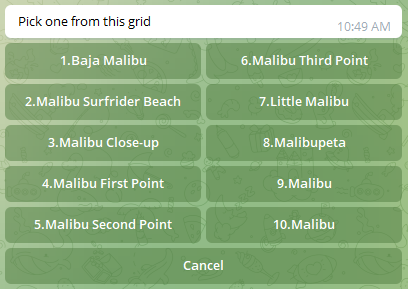 Pick one from this grid
10:49 AM
1.Baja Malibu
6.Malibu Third Point
2.Malibu Surfrider Beach
7.Little Malibu
3.Malibu Close-up
8.Malibupeta
4.Malibu First Point
9.Malibu
5.Malibu Second Point
10.Malibu
Cancel